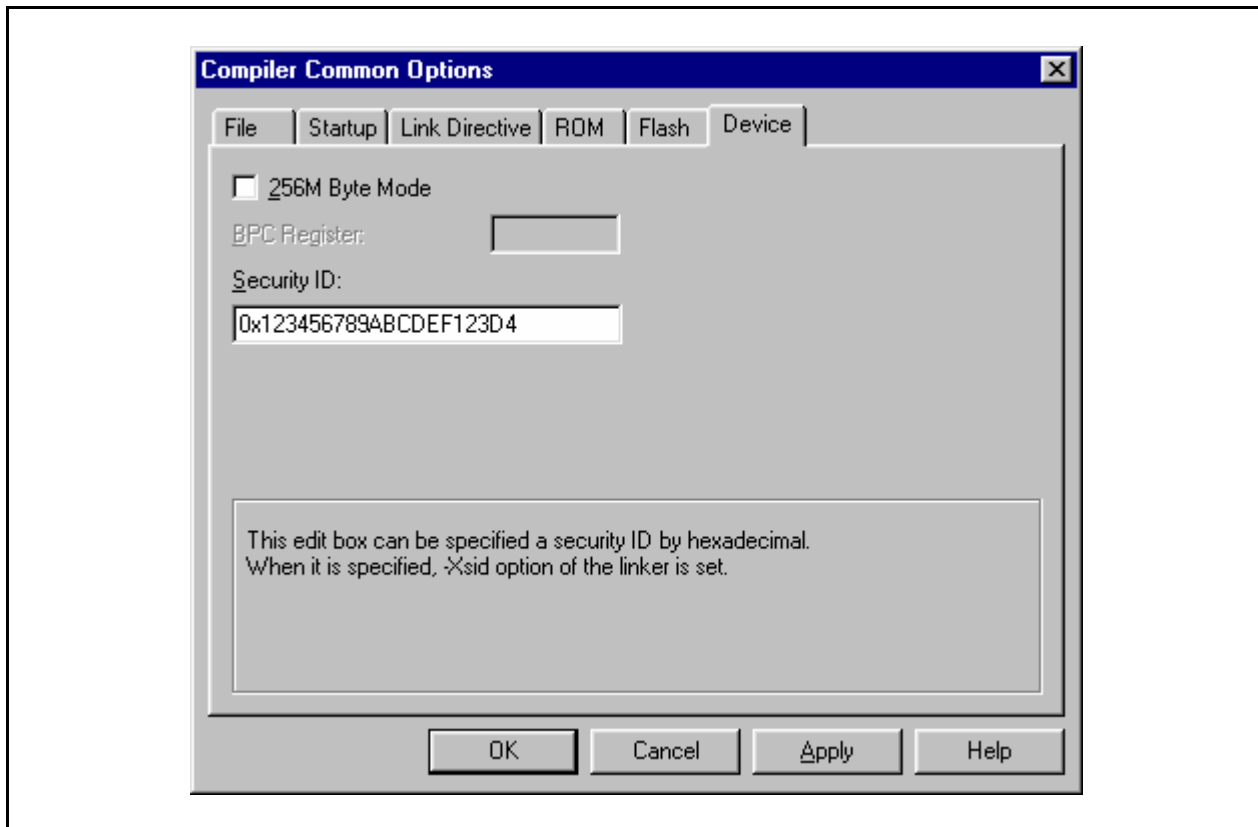 Compiler Common Options
File Startup Link Directive ROM Flash Device
256M Byte Mode
BPC Register:
Security ID:
0x123456789ABCDEF123D4
This edit box can be specified a security ID by hexadecimal.
When it is specified, -Xsid option of the linker is set.
OK Cancel Apply Help